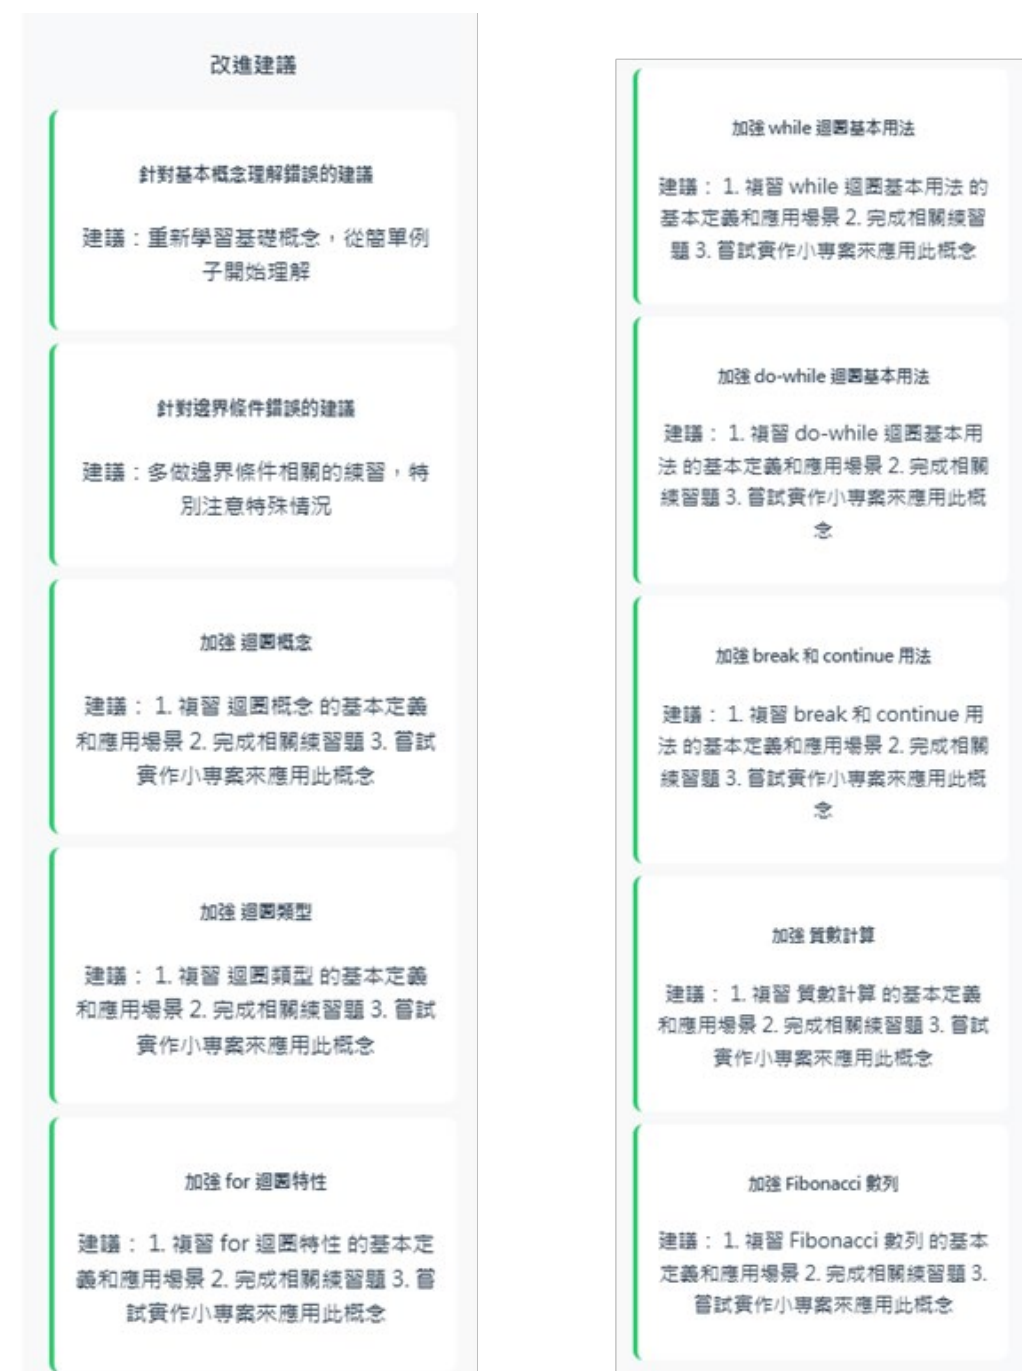 改進建議
針對基本概念理解錯誤的建議
建議：重新學習基礎概念，從簡單例
子開始理解
針對邊界條件錯誤的建議
建議：多做邊界條件相關的練習，特
別注意特殊情況
加強 迴圈概念
建議： 1. 複習 迴圈概念 的基本定義
和應用場景 2. 完成相關練習題 3. 嘗試
實作小專案來應用此概念
加強 迴圈類型
建議： 1. 複習 迴圈類型 的基本定義
和應用場景 2. 完成相關練習題 3. 嘗試
實作小專案來應用此概念
加強 for 迴圈特性
建議： 1. 複習 for 迴圈特性 的基本定
義和應用場景 2. 完成相關練習題 3. 嘗
試實作小專案來應用此概念
加強 while 迴圈基本用法
建議： 1. 複習 while 迴圈基本用法 的
基本定義和應用場景 2. 完成相關練習
題 3. 嘗試實作小專案來應用此概念
加強 do-while 迴圈基本用法
建議： 1. 複習 do-while 迴圈基本用
法 的基本定義和應用場景 2. 完成相關
練習題 3. 嘗試實作小專案來應用此概
念
加強 break 和 continue 用法
建議： 1. 複習 break 和 continue 用
法 的基本定義和應用場景 2. 完成相關
練習題 3. 嘗試實作小專案來應用此概
念
加強 質數計算
建議： 1. 複習 質數計算 的基本定義
和應用場景 2. 完成相關練習題 3. 嘗試
實作小專案來應用此概念
加強 Fibonacci 數列
建議： 1. 複習 Fibonacci 數列 的基本
定義和應用場景 2. 完成相關練習題 3.
嘗試實作小專案來應用此概念